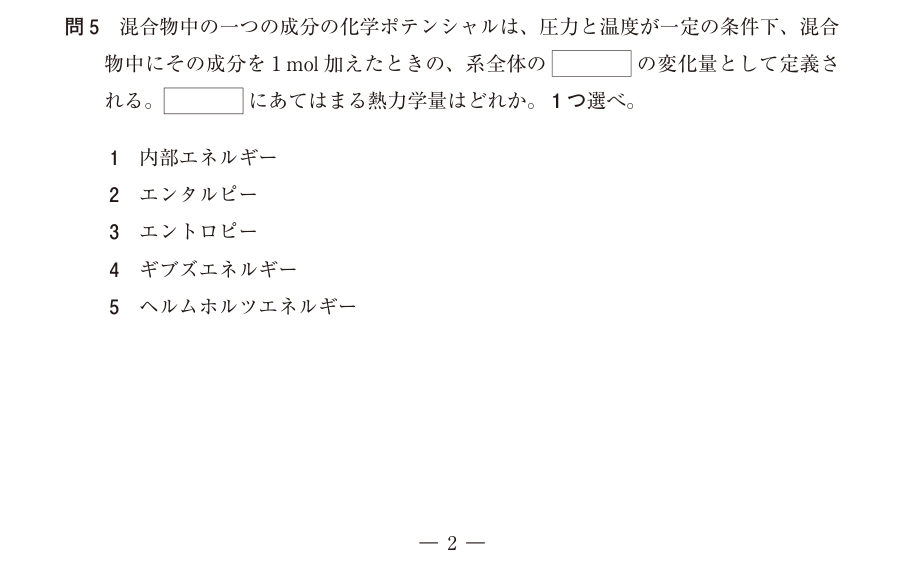 問5 混合物中の一つの成分の化学ポテンシャルは、圧力と温度が一定の条件下、混合
物中にその成分を1 mol 加えたときの、系全体の の変化量として定義さ
れる。 にあてはまる熱力学量はどれか。1つ選べ。
1 内部エネルギー
2 エンタルピー
3 エントロピー
4 ギブズエネルギー
5 ヘルムホルツエネルギー
— 2 —